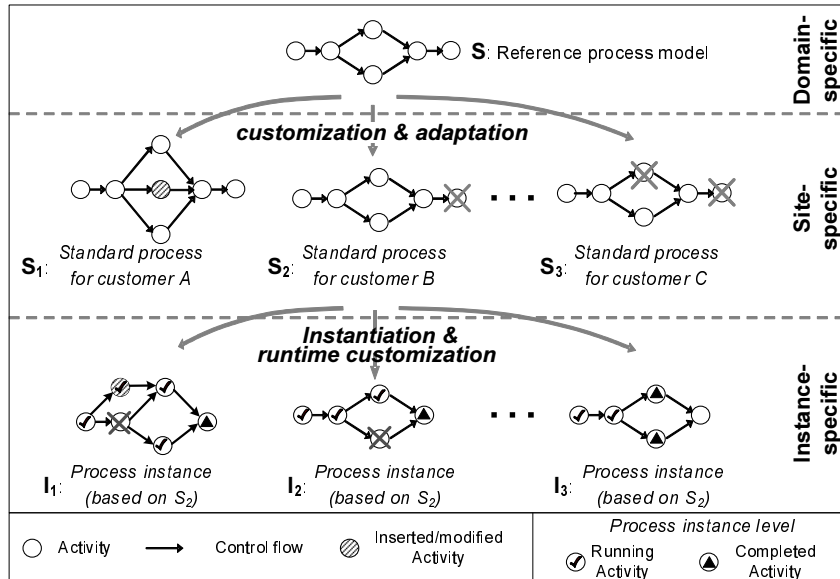 S: Reference process model
Domain-
specific
customization & adaptation
S1: Standard process
for customer A
S2: Standard process
for customer B
...
S3: Standard process
for customer C
Site-
specific
Instantiation &
runtime customization
I1: Process instance
(based on S2)
I2: Process instance
(based on S2)
...
I3: Process instance
(based on S2)
Instance-
specific
Activity
Control flow
Inserted/modified
Activity
Process instance level
Running
Activity
Completed
Activity